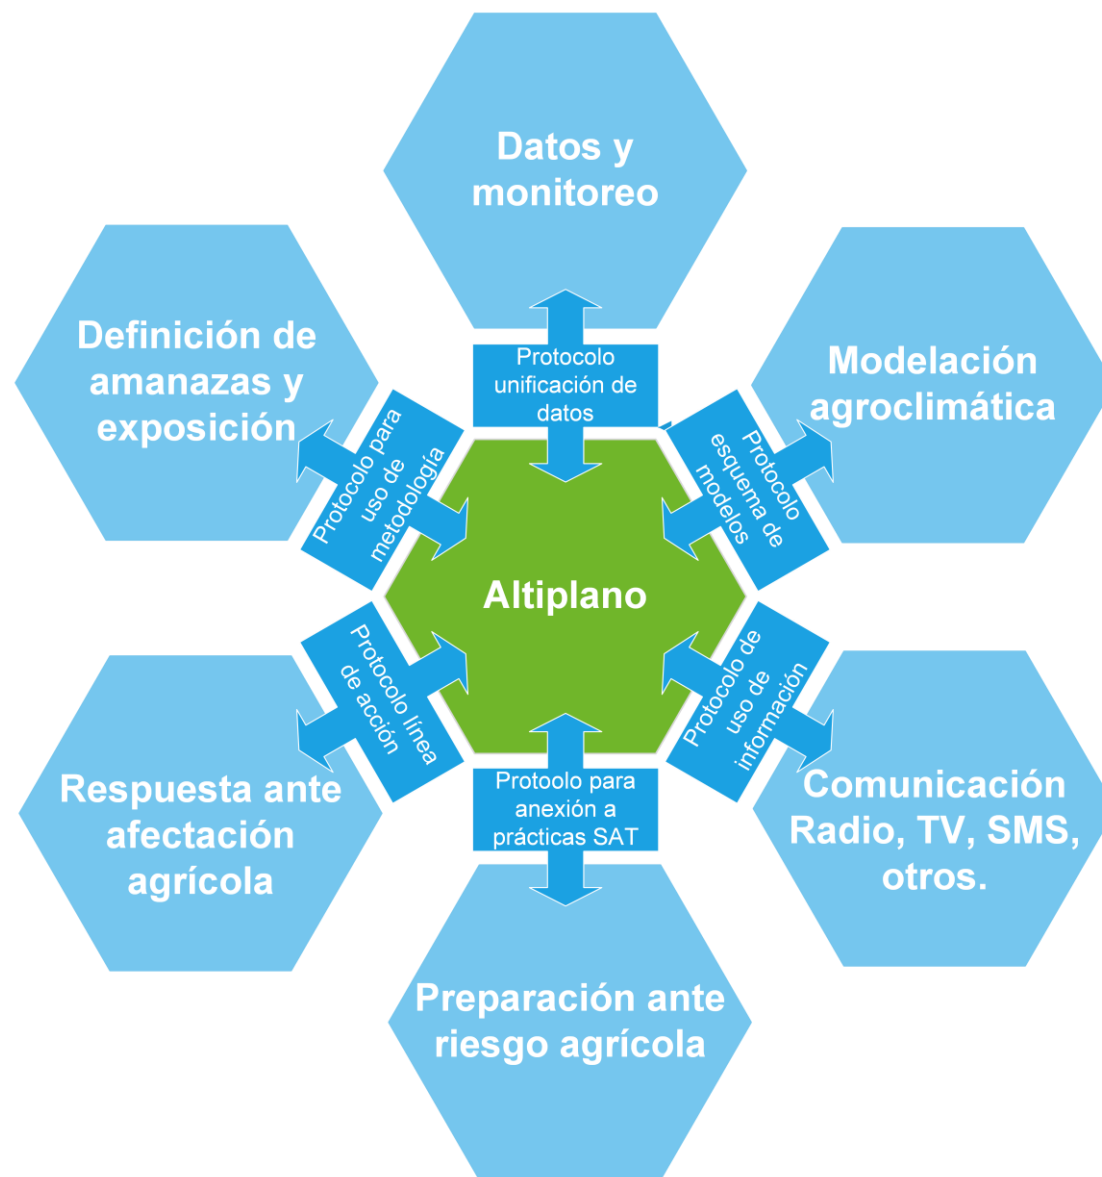 Datos y
monitoreo
Protocolo
unificación de
datos
Definición de
amanazas y
exposición
Protocolo para
uso de
metodología
Modelación
agroclimática
Protocolo
esquema de
modelos
Altiplano
Respuesta ante
afectación
agrícola
Protocolo línea
de acción
Protocolo de
uso de
información
Comunicación
Radio, TV, SMS,
otros.
Protoolo para
anexión a
prácticas SAT
Preparación ante
riesgo agrícola